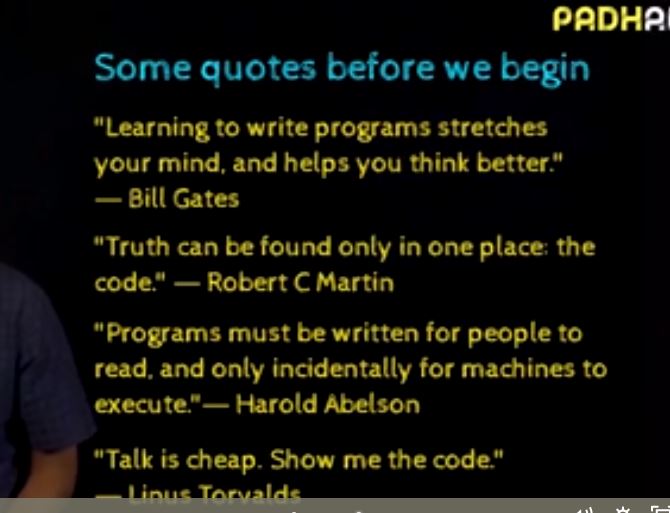 PADHA
Some quotes before we begin
"Learning to write programs stretches
your mind, and helps you think better."
— Bill Gates
"Truth can be found only in one place: the
code." — Robert C Martin
"Programs must be written for people to
read, and only incidentally for machines to
execute."— Harold Abelson
"Talk is cheap. Show me the code."
— Linus Torvalds